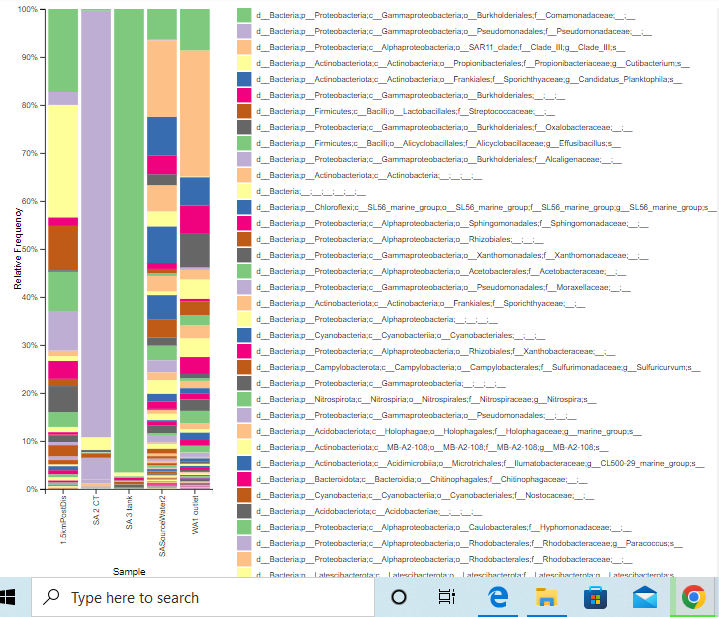 100%
90%
80%
70%
60%
50%
40%
30%
20%
10%
0%
Relative Frequency
1.5kmPostDis
SA 2 CT
SA 3 tank
SASourceWater2
WA1 outlet
Sample
d__Bacteria;p__Proteobacteria;c__Gammaproteobacteria;o__Burkholderiales;f__Comamonadaceae;__;__
d__Bacteria;p__Proteobacteria;c__Gammaproteobacteria;o__Pseudomonadales;f__Pseudomonadaceae;__;__
d__Bacteria;p__Proteobacteria;c__Alphaproteobacteria;o__SAR11_clade;f__Clade_III;g__Clade_III;s__
d__Bacteria;p__Actinobacteriota;c__Actinobacteria;o__Propionibacteriales;f__Propionibacteriaceae;g__Cutibacterium;s__
d__Bacteria;p__Actinobacteriota;c__Actinobacteria;o__Frankiales;f__Sporichthyaceae;g__Candidatus_Planktophila;s__
d__Bacteria;p__Proteobacteria;c__Gammaproteobacteria;o__Burkholderiales;__;__;__
d__Bacteria;p__Firmicutes;c__Bacilli;o__Lactobacillales;f__Streptococcaceae;__;__
d__Bacteria;p__Proteobacteria;c__Gammaproteobacteria;o__Burkholderiales;f__Oxalobacteraceae;__;__
d__Bacteria;p__Firmicutes;c__Bacilli;o__Alicyclobacillales;f__Alicyclobacillaceae;g__Effusibacillus;s__
d__Bacteria;p__Proteobacteria;c__Gammaproteobacteria;o__Burkholderiales;f__Alcaligenaceae;__;__
d__Bacteria;p__Actinobacteriota;c__Actinobacteria;__;__;__;__
d__Bacteria;__;__;__;__;__;__
d__Bacteria;p__Chloroflexi;c__SL56_marine_group;o__SL56_marine_group;f__SL56_marine_group;g__SL56_marine_group;s__
d__Bacteria;p__Proteobacteria;c__Alphaproteobacteria;o__Sphingomonadales;f__Sphingomonadaceae;__;__
d__Bacteria;p__Proteobacteria;c__Alphaproteobacteria;o__Rhizobiales;__;__;__
d__Bacteria;p__Proteobacteria;c__Gammaproteobacteria;o__Xanthomonadales;f__Xanthomonadaceae;__;__
d__Bacteria;p__Proteobacteria;c__Alphaproteobacteria;o__Acetobacterales;f__Acetobacteraceae;__;__
d__Bacteria;p__Proteobacteria;c__Gammaproteobacteria;o__Pseudomonadales;f__Moraxellaceae;__;__
d__Bacteria;p__Actinobacteriota;c__Actinobacteria;o__Frankiales;f__Sporichthyaceae;__;__
d__Bacteria;p__Proteobacteria;c__Alphaproteobacteria;__;__;__;__
d__Bacteria;p__Cyanobacteria;c__Cyanobacteriia;o__Cyanobacteriales;__;__;__
d__Bacteria;p__Proteobacteria;c__Alphaproteobacteria;o__Rhizobiales;f__Xanthobacteraceae;__;__
d__Bacteria;p__Campylobacterota;c__Campylobacteria;o__Campylobacterales;f__Sulfurimonadaceae;g__Sulfuricurvum;s__
d__Bacteria;p__Proteobacteria;c__Gammaproteobacteria;__;__;__;__
d__Bacteria;p__Nitrospirota;c__Nitrospiria;o__Nitrospirales;f__Nitrospiraceae;g__Nitrospira;s__
d__Bacteria;p__Proteobacteria;c__Gammaproteobacteria;o__Pseudomonadales;__;__;__
d__Bacteria;p__Acidobacteriota;c__Holophagae;o__Holophagales;f__Holophagaceae;g__marine_group;s__
d__Bacteria;p__Actinobacteriota;c__MB-A2-108;o__MB-A2-108;f__MB-A2-108;g__MB-A2-108;s__
d__Bacteria;p__Actinobacteriota;c__Acidimicrobiia;o__Microtrichales;f__Ilumatobacteraceae;g__CL500-29_marine_group;s__
d__Bacteria;p__Bacteroidota;c__Bacteroidia;o__Chitinophagales;f__Chitinophagaceae;__;__
d__Bacteria;p__Cyanobacteria;c__Cyanobacteriia;o__Cyanobacteriales;f__Nostocaceae;__;__
d__Bacteria;p__Acidobacteriota;c__Acidobacteriae;__;__;__;__
d__Bacteria;p__Proteobacteria;c__Alphaproteobacteria;o__Caulobacterales;f__Hyphomonadaceae;__;__
d__Bacteria;p__Proteobacteria;c__Alphaproteobacteria;o__Rhodobacterales;f__Rhodobacteraceae;g__Paracoccus;s__
d__Bacteria;p__Proteobacteria;c__Alphaproteobacteria;o__Rhodobacterales;f__Rhodobacteraceae;__;__
d__Bacteria;p__Latescibacterota;c__Latescibacterota;o__Latescibacterota;f__Latescibacterota;g__Latescibacterota;s__
Type here to search